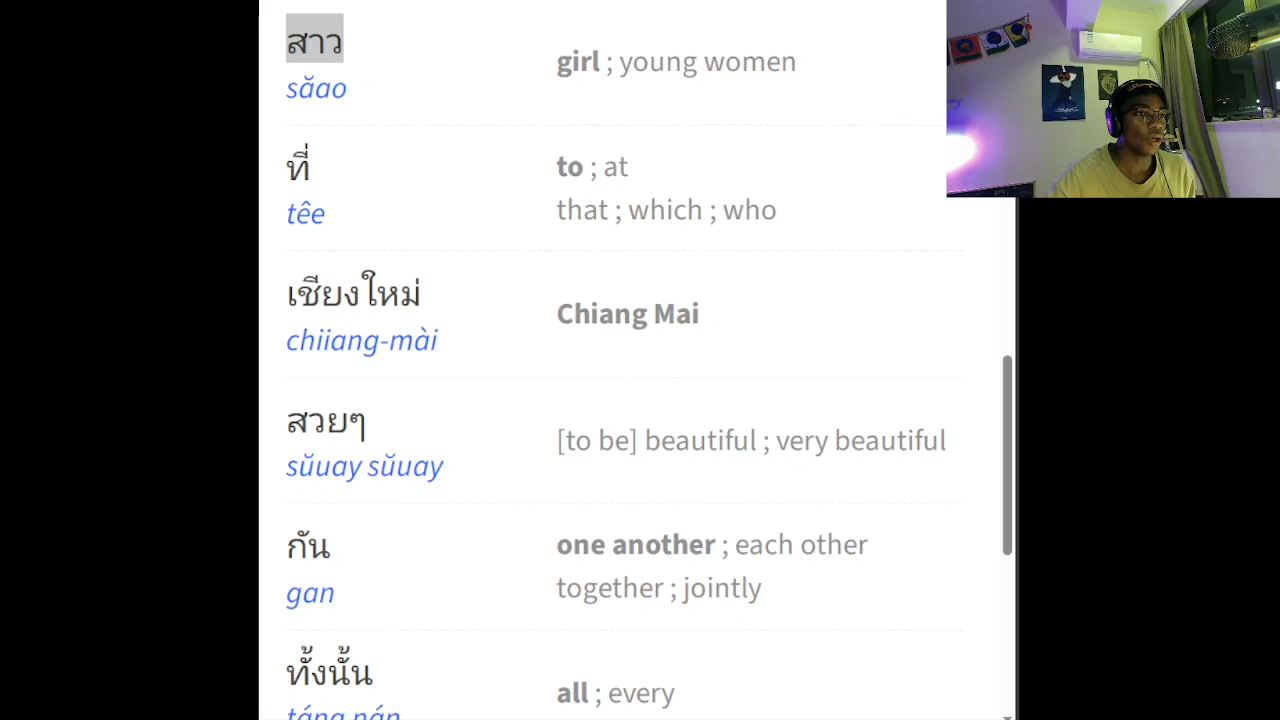 สาว
săao
girl ; young women
ที่
têe
to ; at
that ; which ; who
เชียงใหม่
chiiang-mài
Chiang Mai
สวยๆ
sŭuay sŭuay
[to be] beautiful ; very beautiful
กัน
gan
one another ; each other
together ; jointly
ทั้งนั้น
táng nán
all ; every